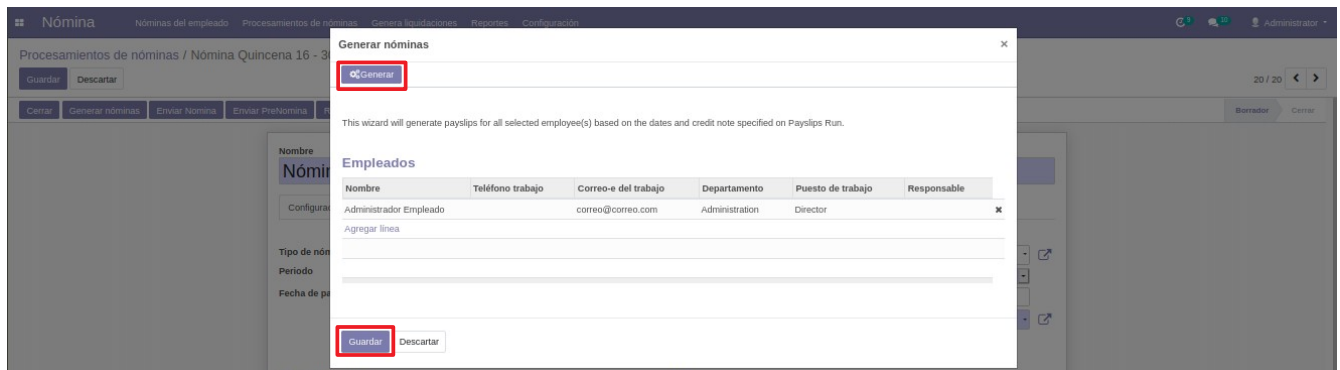 Nómina Nóminas del empleado Procesamientos de nóminas Genera liquidaciones Reportes Configuración Administrator
Procesamientos de nóminas / Nómina Quincena 16 - 30
Guardar Descartar
20 / 20
Cerrar Generar nóminas Enviar Nomina Enviar PreNomina R
Borrador Cerrar
Nombre
Nómin
Configurac
Tipo de nóm
Periodo
Fecha de pa
Generar nóminas ×
Generar
This wizard will generate payslips for all selected employee(s) based on the dates and credit note specified on Payslips Run.
Empleados
Nombre Teléfono trabajo Correo-e del trabajo Departamento Puesto de trabajo Responsable
Administrador Empleado correo@correo.com Administration Director
Agregar línea
Guardar Descartar